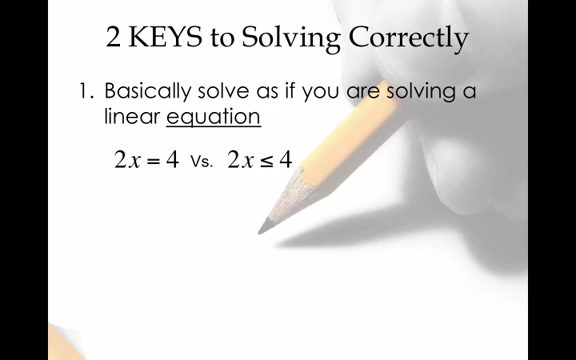 2 KEYS to Solving Correctly
1. Basically solve as if you are solving a
linear equation
2x = 4 Vs. 2x ≤ 4